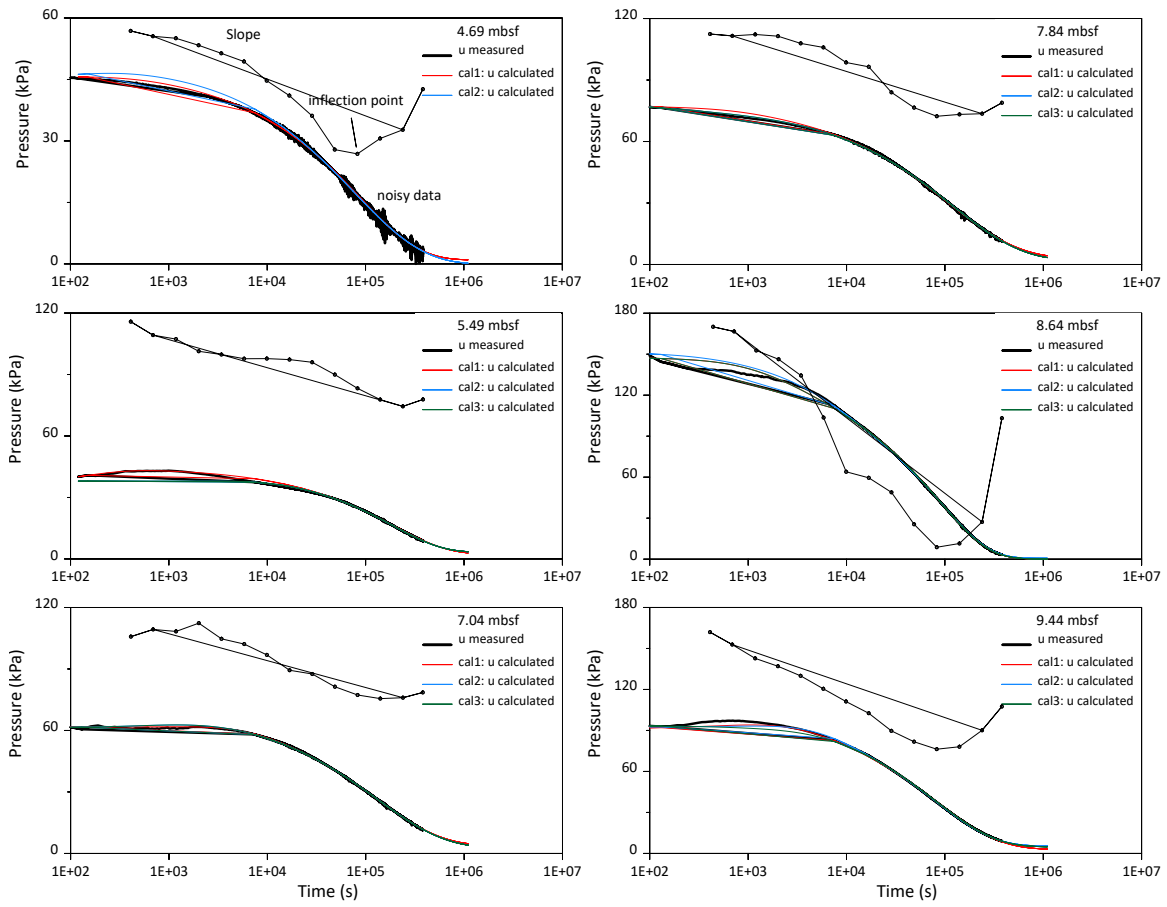 60
30
0
Pressure (kPa)
Slope
inflection point
noisy data
4.69 mbsf
u measured
cal1: u calculated
cal2: u calculated
1E+02 1E+03 1E+04 1E+05 1E+06 1E+07
120
60
0
Pressure (kPa)
7.84 mbsf
u measured
cal1: u calculated
cal2: u calculated
cal3: u calculated
1E+02 1E+03 1E+04 1E+05 1E+06 1E+07
120
60
0
Pressure (kPa)
5.49 mbsf
u measured
cal1: u calculated
cal2: u calculated
cal3: u calculated
1E+02 1E+03 1E+04 1E+05 1E+06 1E+07
180
120
60
0
Pressure (kPa)
8.64 mbsf
u measured
cal1: u calculated
cal2: u calculated
cal3: u calculated
1E+02 1E+03 1E+04 1E+05 1E+06 1E+07
120
60
0
Pressure (kPa)
7.04 mbsf
u measured
cal1: u calculated
cal2: u calculated
cal3: u calculated
1E+02 1E+03 1E+04 1E+05 1E+06 1E+07
Time (s)
180
120
60
0
Pressure (kPa)
9.44 mbsf
u measured
cal1: u calculated
cal2: u calculated
cal3: u calculated
1E+02 1E+03 1E+04 1E+05 1E+06 1E+07
Time (s)